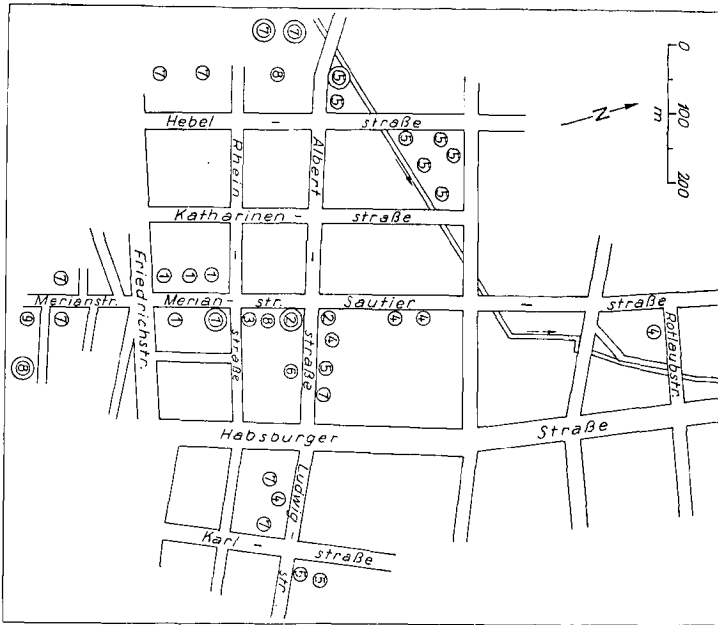 7 7
7 7 8 5
5
0 100 200
m
N
Hebel - straße
5 5
5
5
5
Rhein - straße
Albert - straße
Katharinen - straße
1 1 1
7
Merianstr.
Merian - str.
Sautier - straße
9 7
1 1 3 8 2 2 4 4
4
4
8
6 5
7
Friedrichstr.
Rotlaubstr.
Habsburger Straße
7
4
7
Ludwig - str.
Karl - straße
5 5